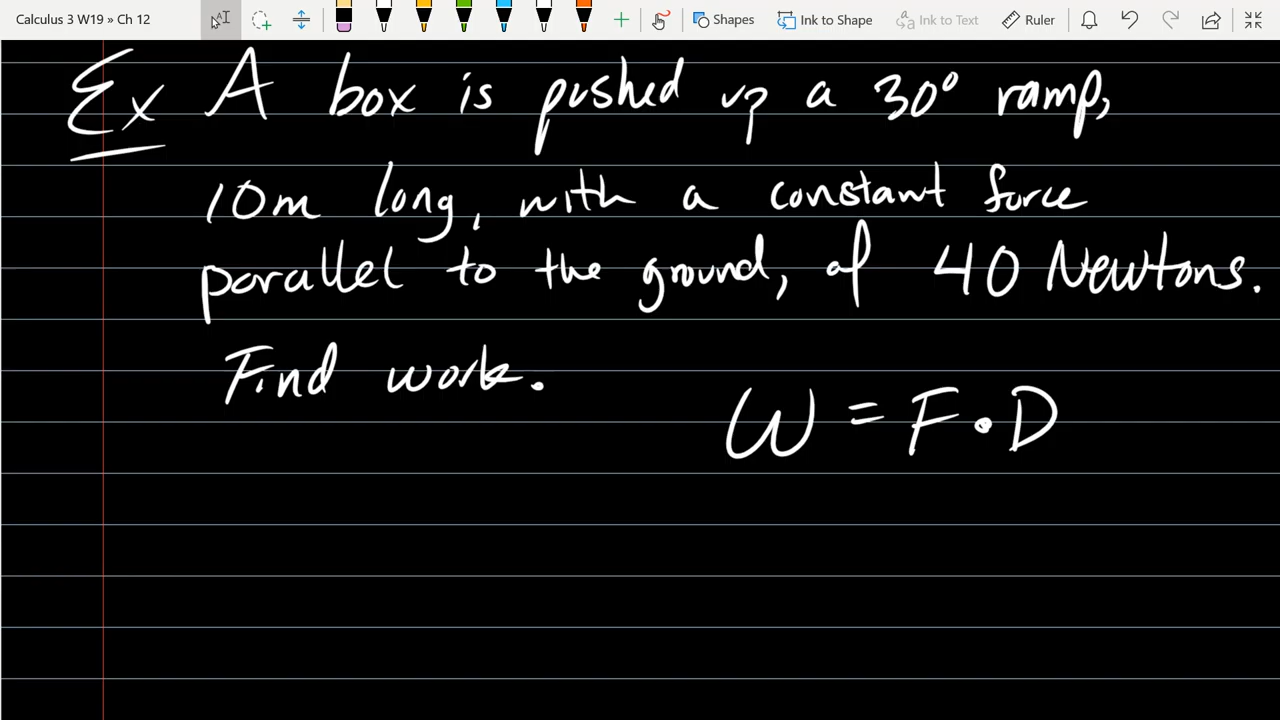 Calculus 3 W19 » Ch 12
Shapes
Ink to Shape
Ink to Text
Ruler
Ex A box is pushed up a 30° ramp,
10m long, with a constant force
parallel to the ground, of 40 Newtons.
Find work.
W = F • D